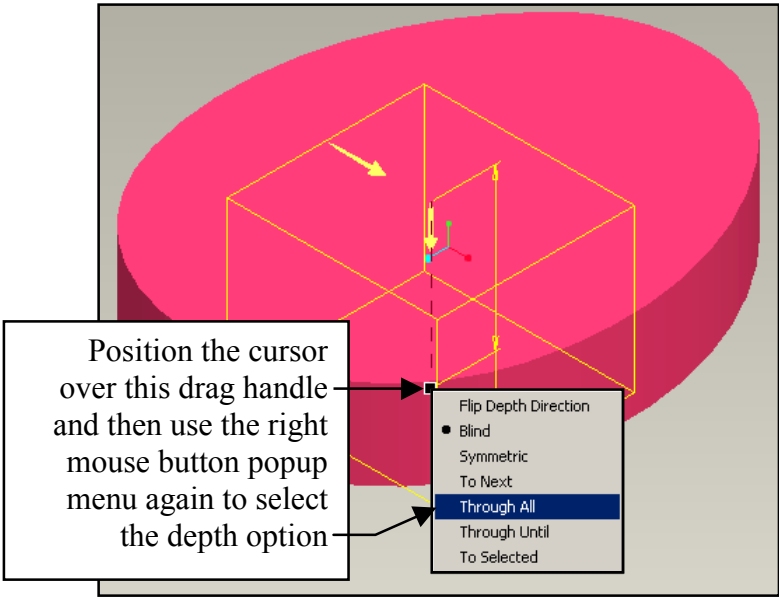 Position the cursor
over this drag handle
and then use the right
mouse button popup
menu again to select
the depth option
Flip Depth Direction
Blind
Symmetric
To Next
Through All
Through Until
To Selected